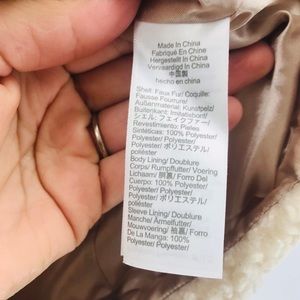 Made In China
Fabriqué En Chine
Hergestellt In China
Vervaardigd In China
中国製
hecho en china
Shell: Faux Fur/ Coquille:
Fausse Fourrure/
Außenmaterial: Kunstpelz/
Buitenkant: Imitatiebont/
シェル: フェイクファー/
Revestimiento: Pieles
Sintéticas: 100% Polyester/
Polyester/ Polyester/
Polyester/ ポリエステル/
poliéster
Body Lining/ Doublure
Corps/ Rumpffutter/ Voering
Lichaam/ 胴裏/ Forro Del
Cuerpo: 100% Polyester/
Polyester/ Polyester/
Polyester/ ポリエステル/
poliéster
Sleeve Lining/ Doublure
Manche/ Ärmelfutter/
Mouwvoering/ 袖裏/ Forro
De La Manga: 100%
Polyester/ Polyester/